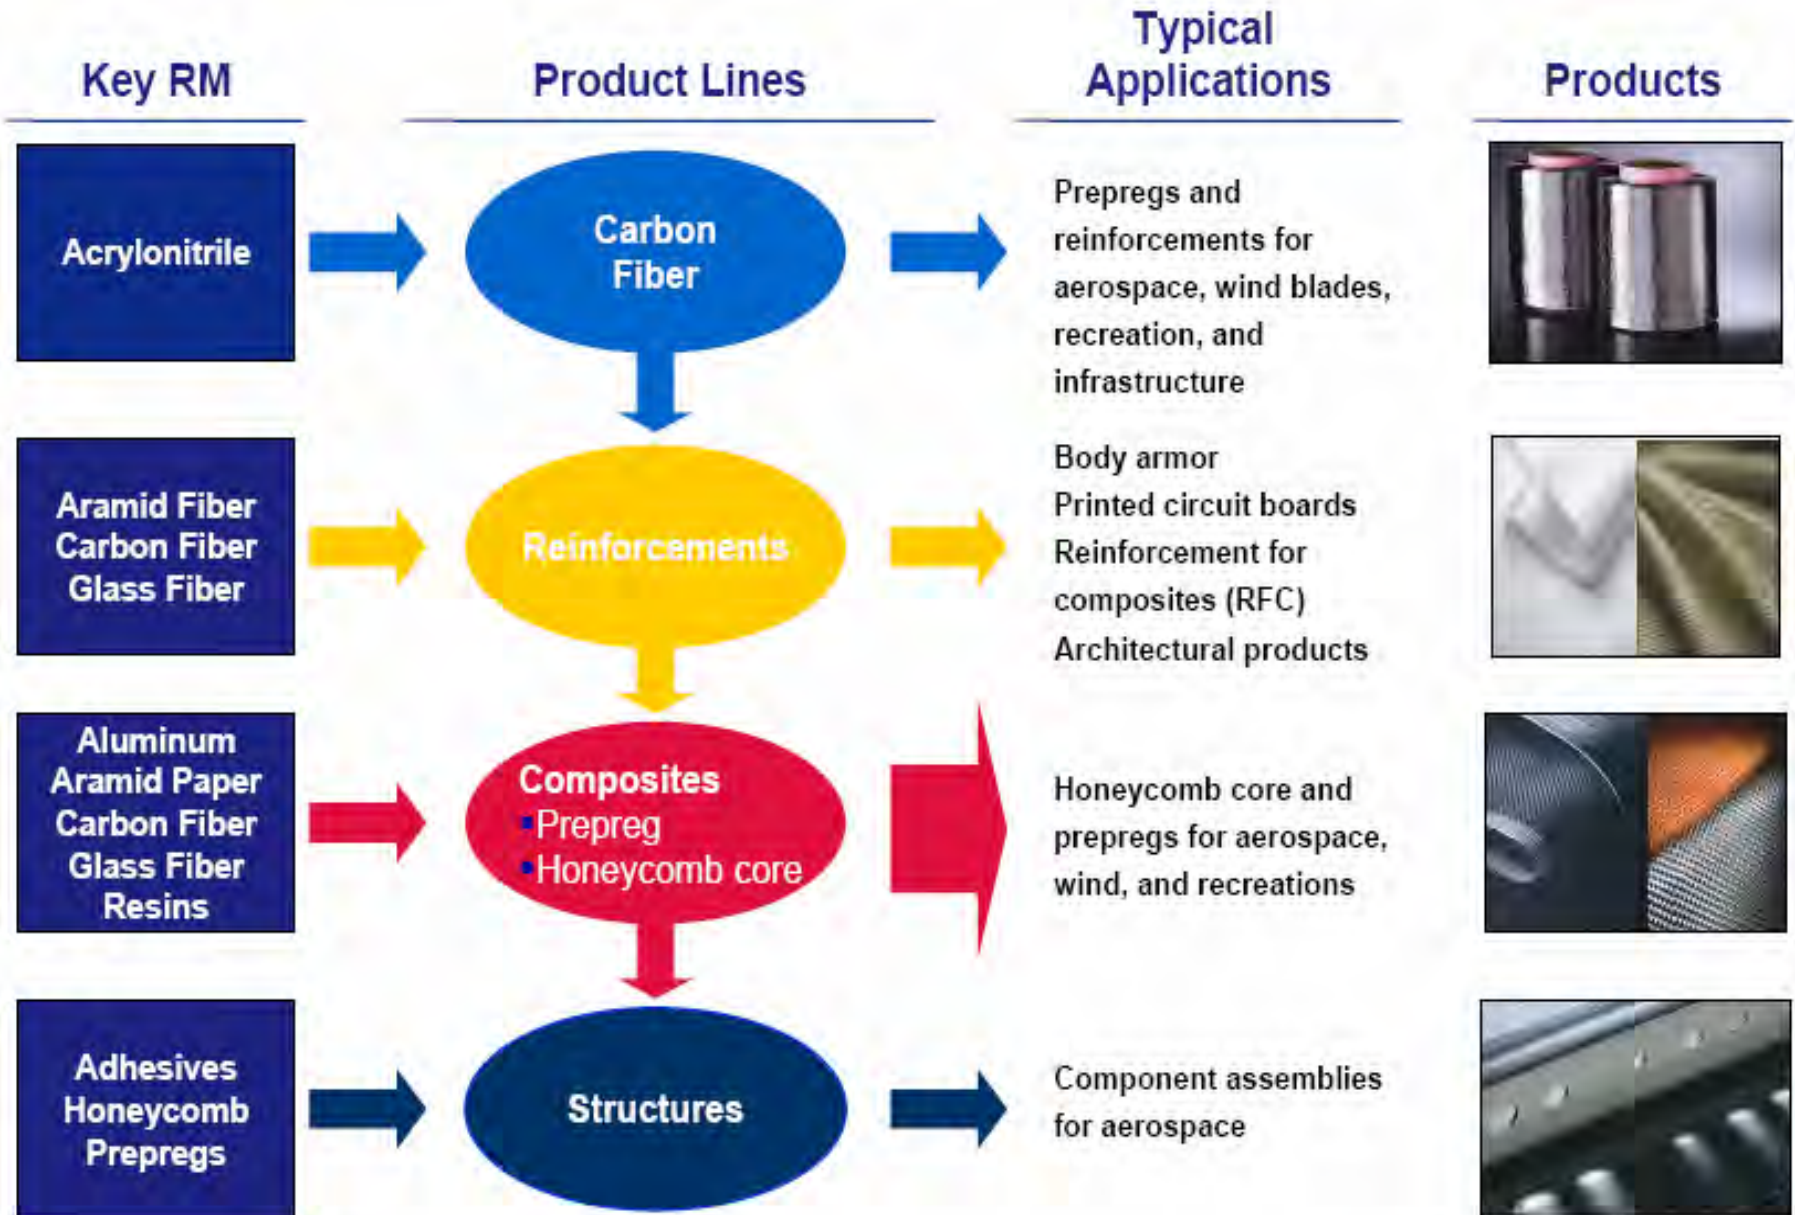 Key RM
Product Lines
Typical
Applications
Products
Acrylonitrile
Carbon
Fiber
Prepregs and
reinforcements for
aerospace, wind blades,
recreation, and
infrastructure
Aramid Fiber
Carbon Fiber
Glass Fiber
Reinforcements
Body armor
Printed circuit boards
Reinforcement for
composites (RFC)
Architectural products
Aluminum
Aramid Paper
Carbon Fiber
Glass Fiber
Resins
Composites
▪Prepreg
▪Honeycomb core
Honeycomb core and
prepregs for aerospace,
wind, and recreations
Adhesives
Honeycomb
Prepregs
Structures
Component assemblies
for aerospace